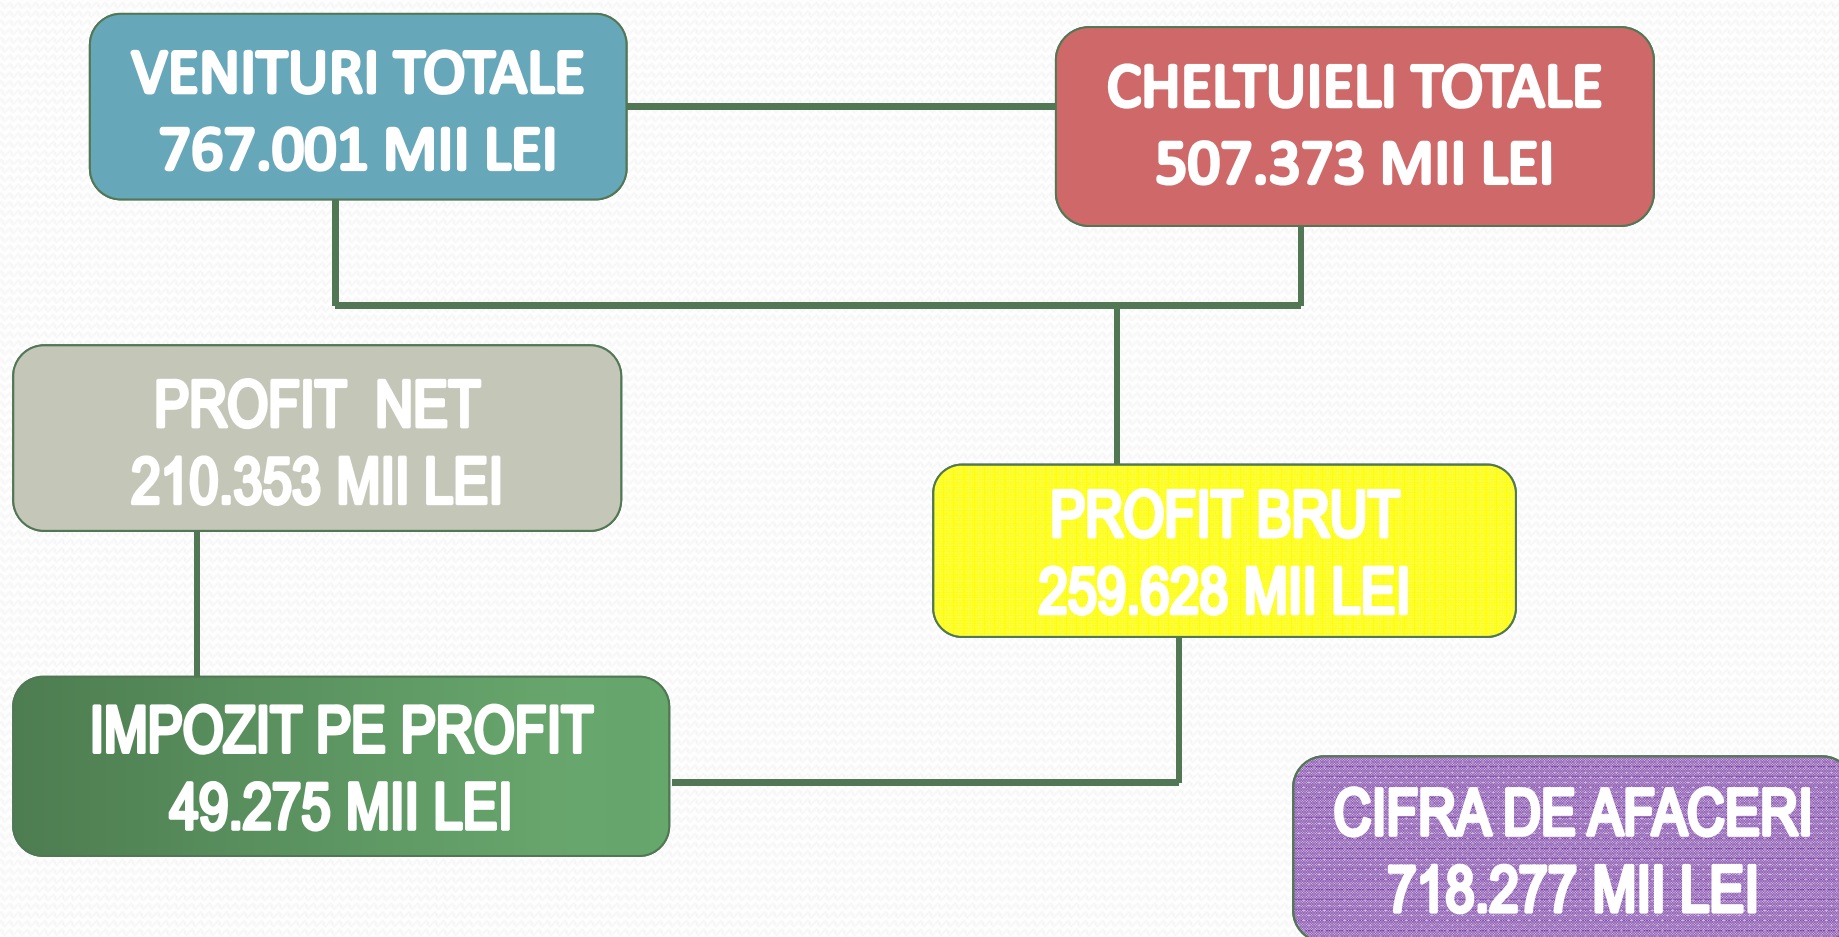 VENITURI TOTALE
767.001 MII LEI
CHELTUIELI TOTALE
507.373 MII LEI
PROFIT NET
210.353 MII LEI
PROFIT BRUT
259.628 MII LEI
IMPOZIT PE PROFIT
49.275 MII LEI
CIFRA DE AFACERI
718.277 MII LEI